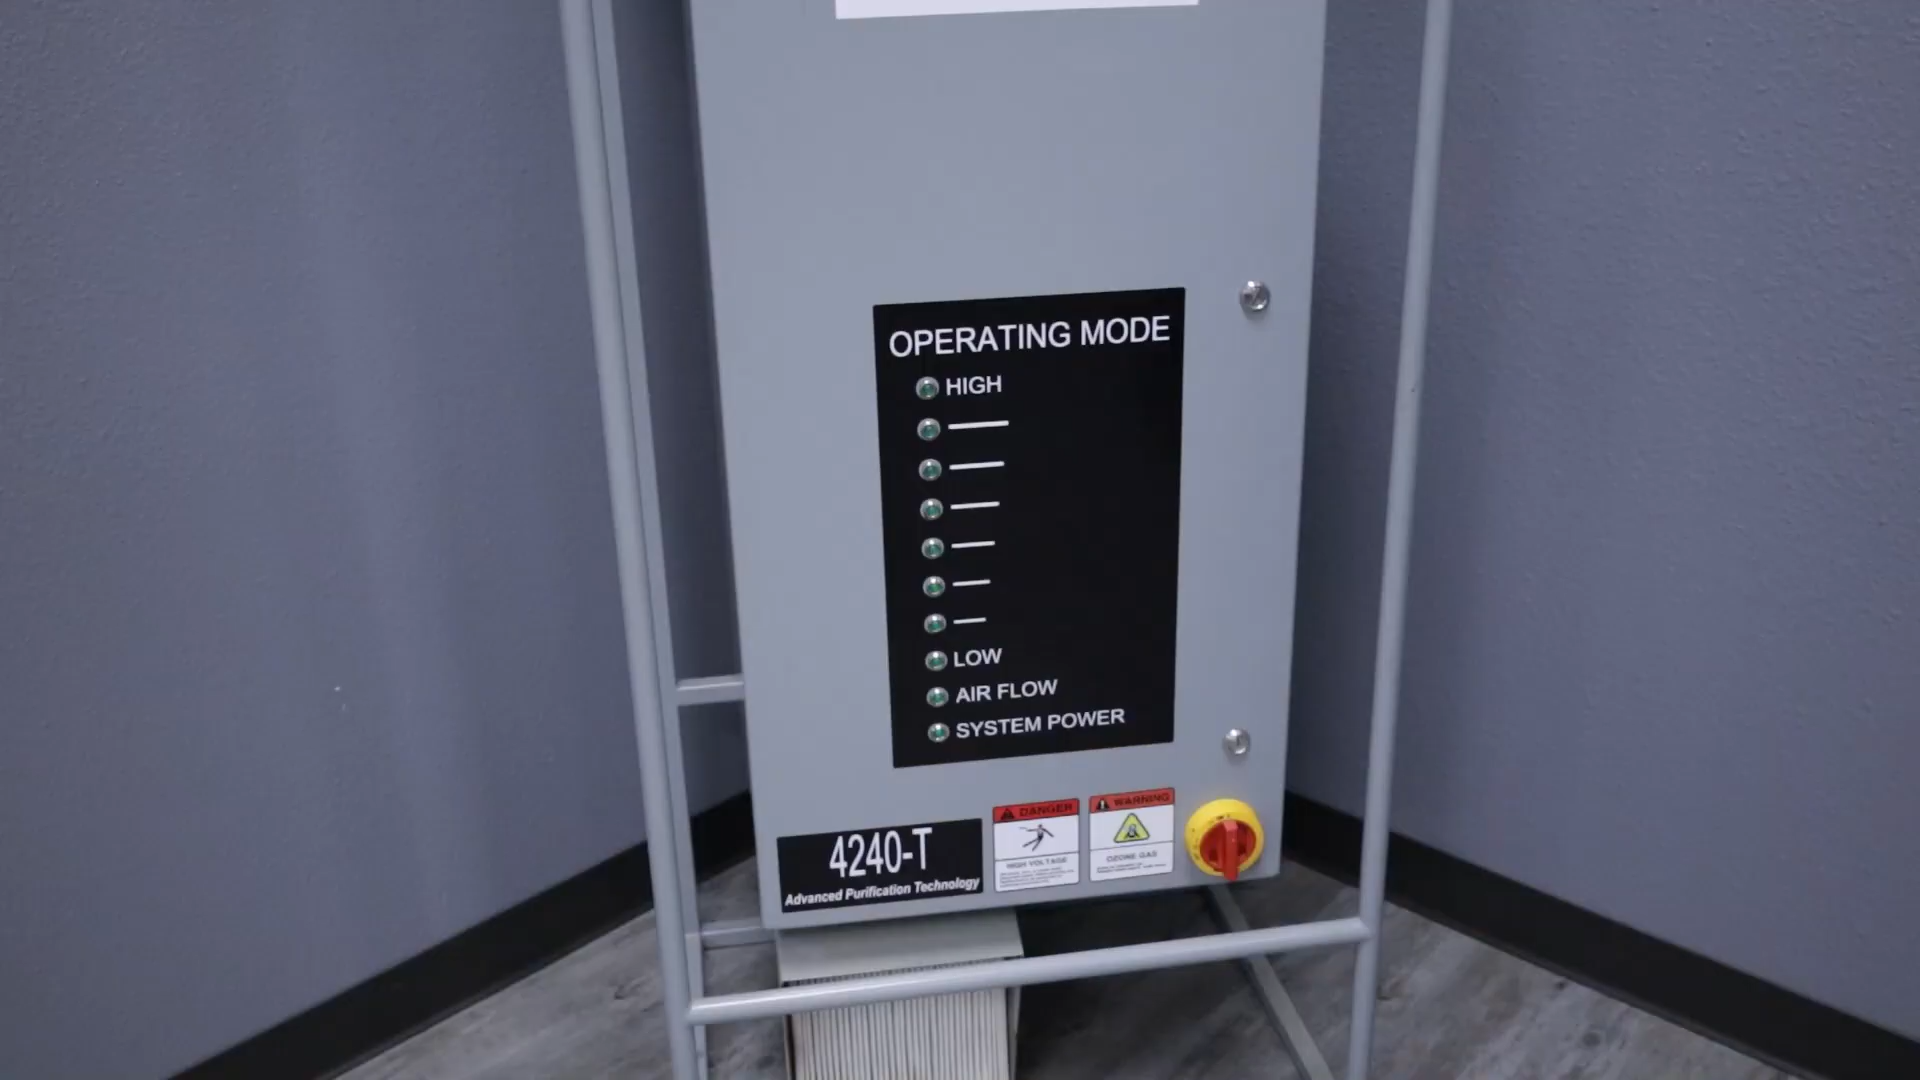 OPERATING MODE
HIGH
LOW
AIR FLOW
SYSTEM POWER
4240-T
Advanced Purification Technology
DANGER
HIGH VOLTAGE
WARNING
OZONE GAS